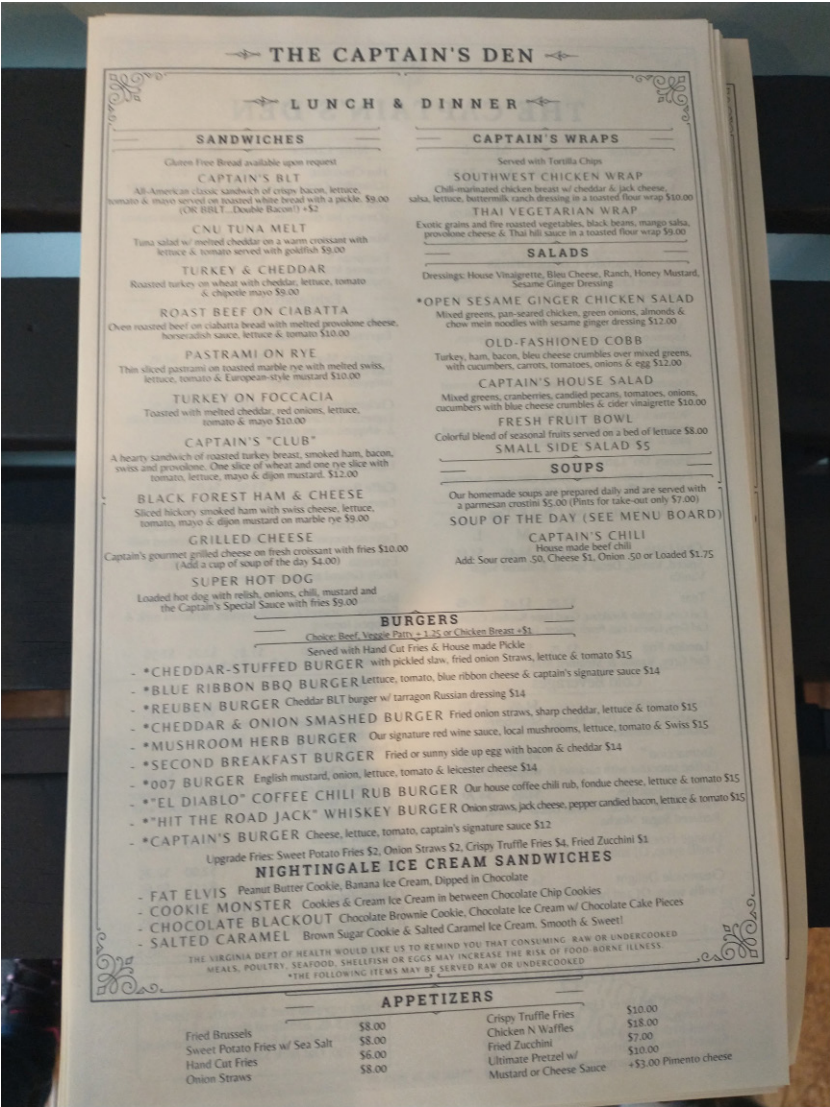 THE CAPTAIN'S DEN
LUNCH & DINNER
SANDWICHES
Gluten Free Bread available upon request
CAPTAIN'S BLT
All-American classic sandwich of crispy bacon, lettuce,
tomato & mayo served on toasted white bread with a pickle. $9.00
(OR BBLT...Double Bacon!) +$2
CNU TUNA MELT
Tuna salad w/ melted cheddar on a warm croissant with
lettuce & tomato served with goldfish $9.00
TURKEY & CHEDDAR
Roasted turkey on wheat with cheddar, lettuce, tomato
& chipotle mayo $9.00
ROAST BEEF ON CIABATTA
Oven roasted beef on ciabatta bread with melted provolone cheese,
horseradish sauce, lettuce & tomato $10.00
PASTRAMI ON RYE
Thin sliced pastrami on toasted marble rye with melted swiss,
lettuce, tomato & European-style mustard $10.00
TURKEY ON FOCCACIA
Toasted with melted cheddar, red onions, lettuce,
tomato & mayo $10.00
CAPTAIN'S "CLUB"
A hearty sandwich of roasted turkey breast, smoked ham, bacon,
swiss and provolone. One slice of wheat and one rye slice with
tomato, lettuce, mayo & dijon mustard. $12.00
BLACK FOREST HAM & CHEESE
Sliced hickory smoked ham with swiss cheese, lettuce,
tomato, mayo & dijon mustard on marble rye $9.00
GRILLED CHEESE
Captain's gourmet grilled cheese on fresh croissant with fries $10.00
(Add a cup of soup of the day $4.00)
SUPER HOT DOG
Loaded hot dog with relish, onions, chili, mustard and
the Captain's Special Sauce with fries $9.00
CAPTAIN'S WRAPS
Served with Tortilla Chips
SOUTHWEST CHICKEN WRAP
Chili-marinated chicken breast w/ cheddar & jack cheese,
salsa, lettuce, buttermilk ranch dressing in a toasted flour wrap $10.00
THAI VEGETARIAN WRAP
Exotic grains and fire roasted vegetables, black beans, mango salsa,
provolone cheese & Thai hili sauce in a toasted flour wrap $9.00
SALADS
Dressings: House Vinaigrette, Bleu Cheese, Ranch, Honey Mustard,
Sesame Ginger Dressing
*OPEN SESAME GINGER CHICKEN SALAD
Mixed greens, pan-seared chicken, green onions, almonds &
chow mein noodles with sesame ginger dressing $12.00
OLD-FASHIONED COBB
Turkey, ham, bacon, bleu cheese crumbles over mixed greens,
with cucumbers, carrots, tomatoes, onions & egg $12.00
CAPTAIN'S HOUSE SALAD
Mixed greens, cranberries, candied pecans, tomatoes, onions,
cucumbers with blue cheese crumbles & cider vinaigrette $10.00
FRESH FRUIT BOWL
Colorful blend of seasonal fruits served on a bed of lettuce $8.00
SMALL SIDE SALAD $5
SOUPS
Our homemade soups are prepared daily and are served with
a parmesan crostini $5.00 (Pints for take-out only $7.00)
SOUP OF THE DAY (SEE MENU BOARD)
CAPTAIN'S CHILI
House made beef chili
Add: Sour cream .50, Cheese $1, Onion .50 or Loaded $1.75
BURGERS
Choice: Beef, Veggie Patty + 1.25 or Chicken Breast +$1
Served with Hand Cut Fries & House made Pickle
- *CHEDDAR-STUFFED BURGER with pickled slaw, fried onion Straws, lettuce & tomato $15
- *BLUE RIBBON BBQ BURGER Lettuce, tomato, blue ribbon cheese & captain's signature sauce $14
- *REUBEN BURGER Cheddar BLT burger w/ tarragon Russian dressing $14
- *CHEDDAR & ONION SMASHED BURGER Fried onion straws, sharp cheddar, lettuce & tomato $15
- *MUSHROOM HERB BURGER Our signature red wine sauce, local mushrooms, lettuce, tomato & Swiss $15
- *SECOND BREAKFAST BURGER Fried or sunny side up egg with bacon & cheddar $14
- *007 BURGER English mustard, onion, lettuce, tomato & leicester cheese $14
- *"EL DIABLO" COFFEE CHILI RUB BURGER Our house coffee chili rub, fondue cheese, lettuce & tomato $15
- *"HIT THE ROAD JACK" WHISKEY BURGER Onion straws, jack cheese, pepper candied bacon, lettuce & tomato $15
- *CAPTAIN'S BURGER Cheese, lettuce, tomato, captain's signature sauce $12
Upgrade Fries: Sweet Potato Fries $2, Onion Straws $2, Crispy Truffle Fries $4, Fried Zucchini $1
NIGHTINGALE ICE CREAM SANDWICHES
- FAT ELVIS Peanut Butter Cookie, Banana Ice Cream, Dipped in Chocolate
- COOKIE MONSTER Cookies & Cream Ice Cream in between Chocolate Chip Cookies
- CHOCOLATE BLACKOUT Chocolate Brownie Cookie, Chocolate Ice Cream w/ Chocolate Cake Pieces
- SALTED CARAMEL Brown Sugar Cookie & Salted Caramel Ice Cream. Smooth & Sweet!
THE VIRGINIA DEPT OF HEALTH WOULD LIKE US TO REMIND YOU THAT CONSUMING RAW OR UNDERCOOKED
MEALS, POULTRY, SEAFOOD, SHELLFISH OR EGGS MAY INCREASE THE RISK OF FOOD-BORNE ILLNESS.
*THE FOLLOWING ITEMS MAY BE SERVED RAW OR UNDERCOOKED
APPETIZERS
Fried Brussels $8.00
Sweet Potato Fries w/ Sea Salt $8.00
Hand Cut Fries $6.00
Onion Straws $8.00
Crispy Truffle Fries $10.00
Chicken N Waffles $18.00
Fried Zucchini $7.00
Ultimate Pretzel w/ $10.00
Mustard or Cheese Sauce +$3.00 Pimento cheese